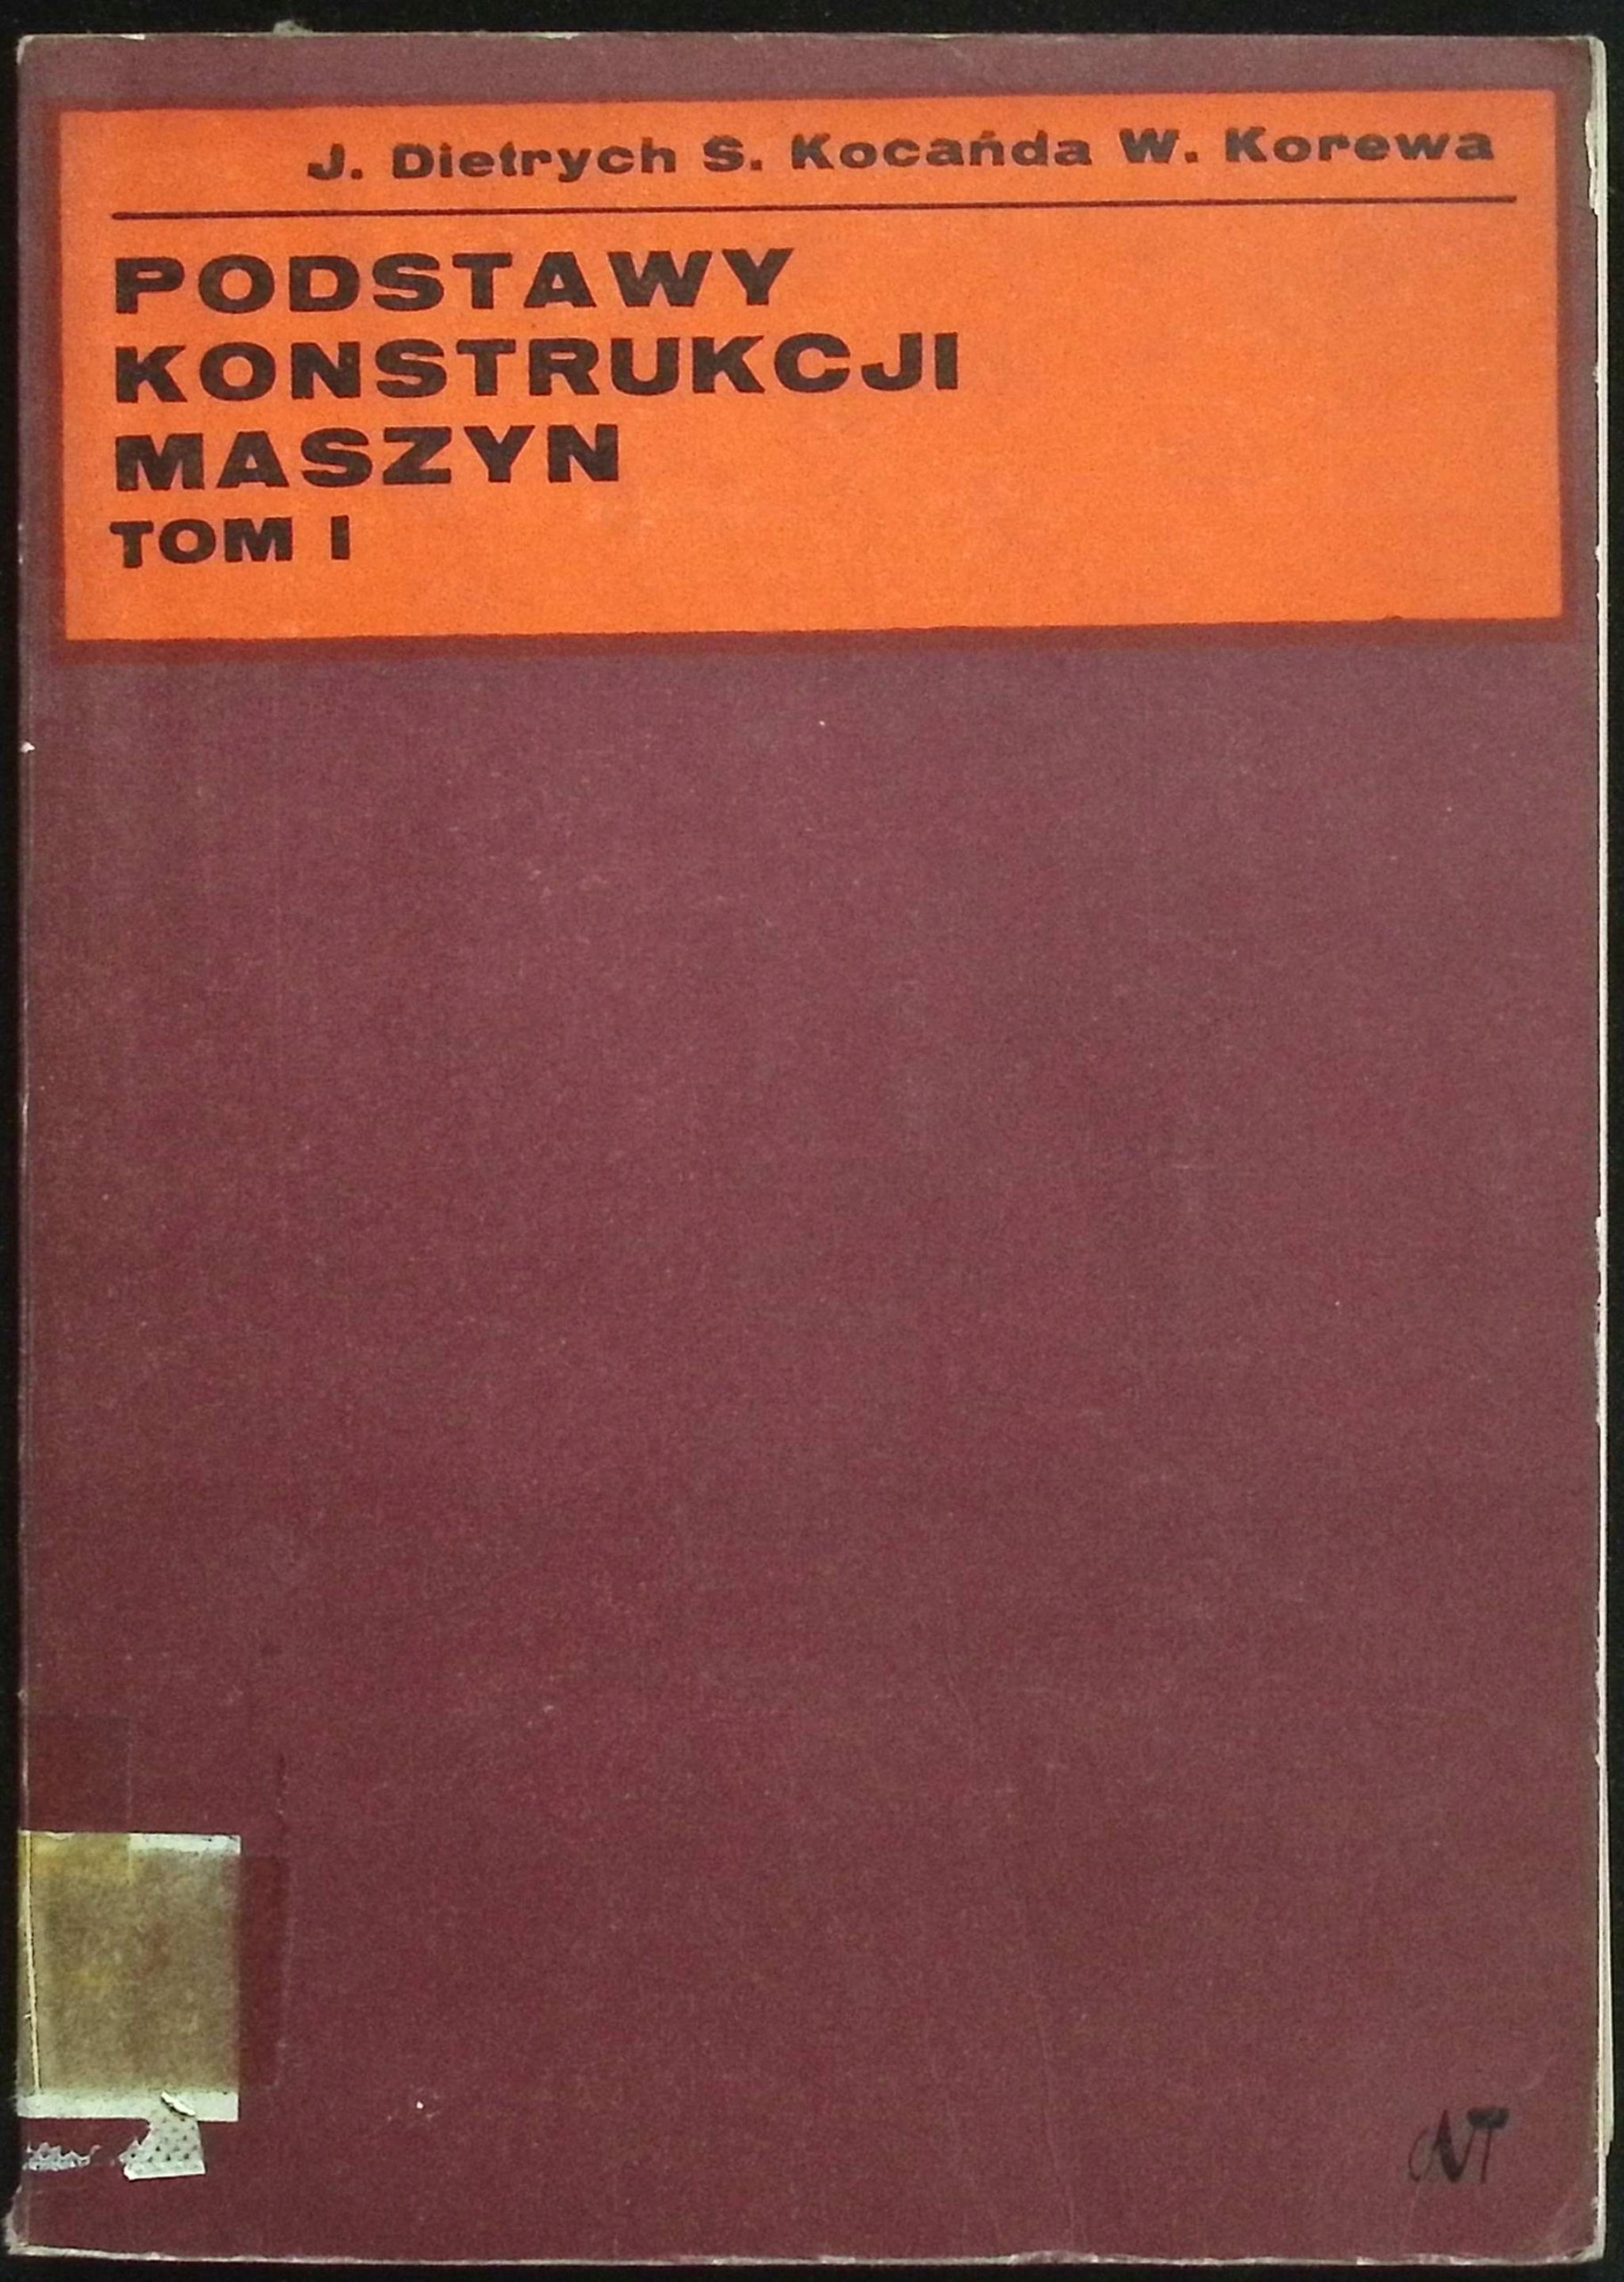 J. Dietrych S. Kocańda W. Korewa
PODSTAWY
KONSTRUKCJI
MASZYN
TOM I